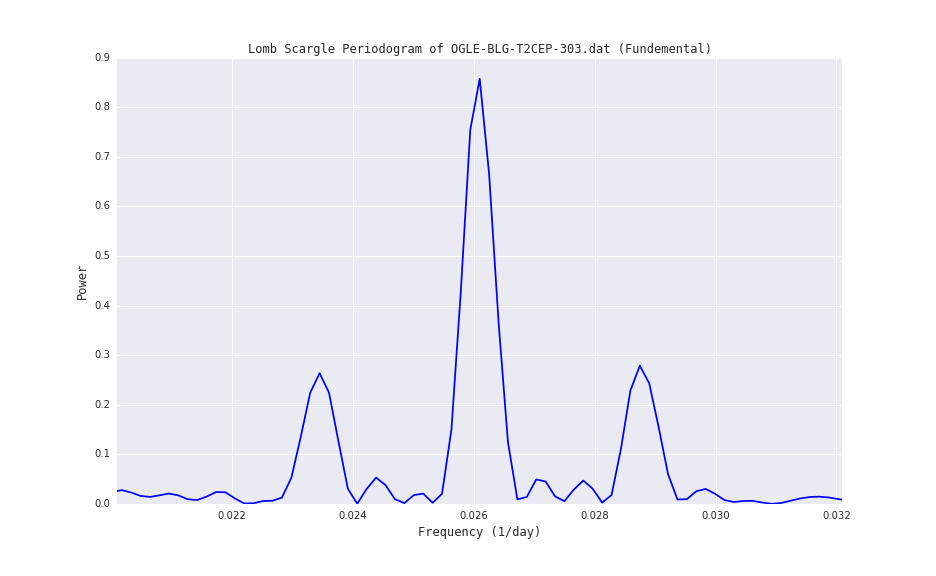 Lomb Scargle Periodogram of OGLE-BLG-T2CEP-303.dat (Fundemental)
0.9
0.8
0.7
0.6
0.5
0.4
0.3
0.2
0.1
0.0
Power
0.022 0.024 0.026 0.028 0.030 0.032
Frequency (1/day)